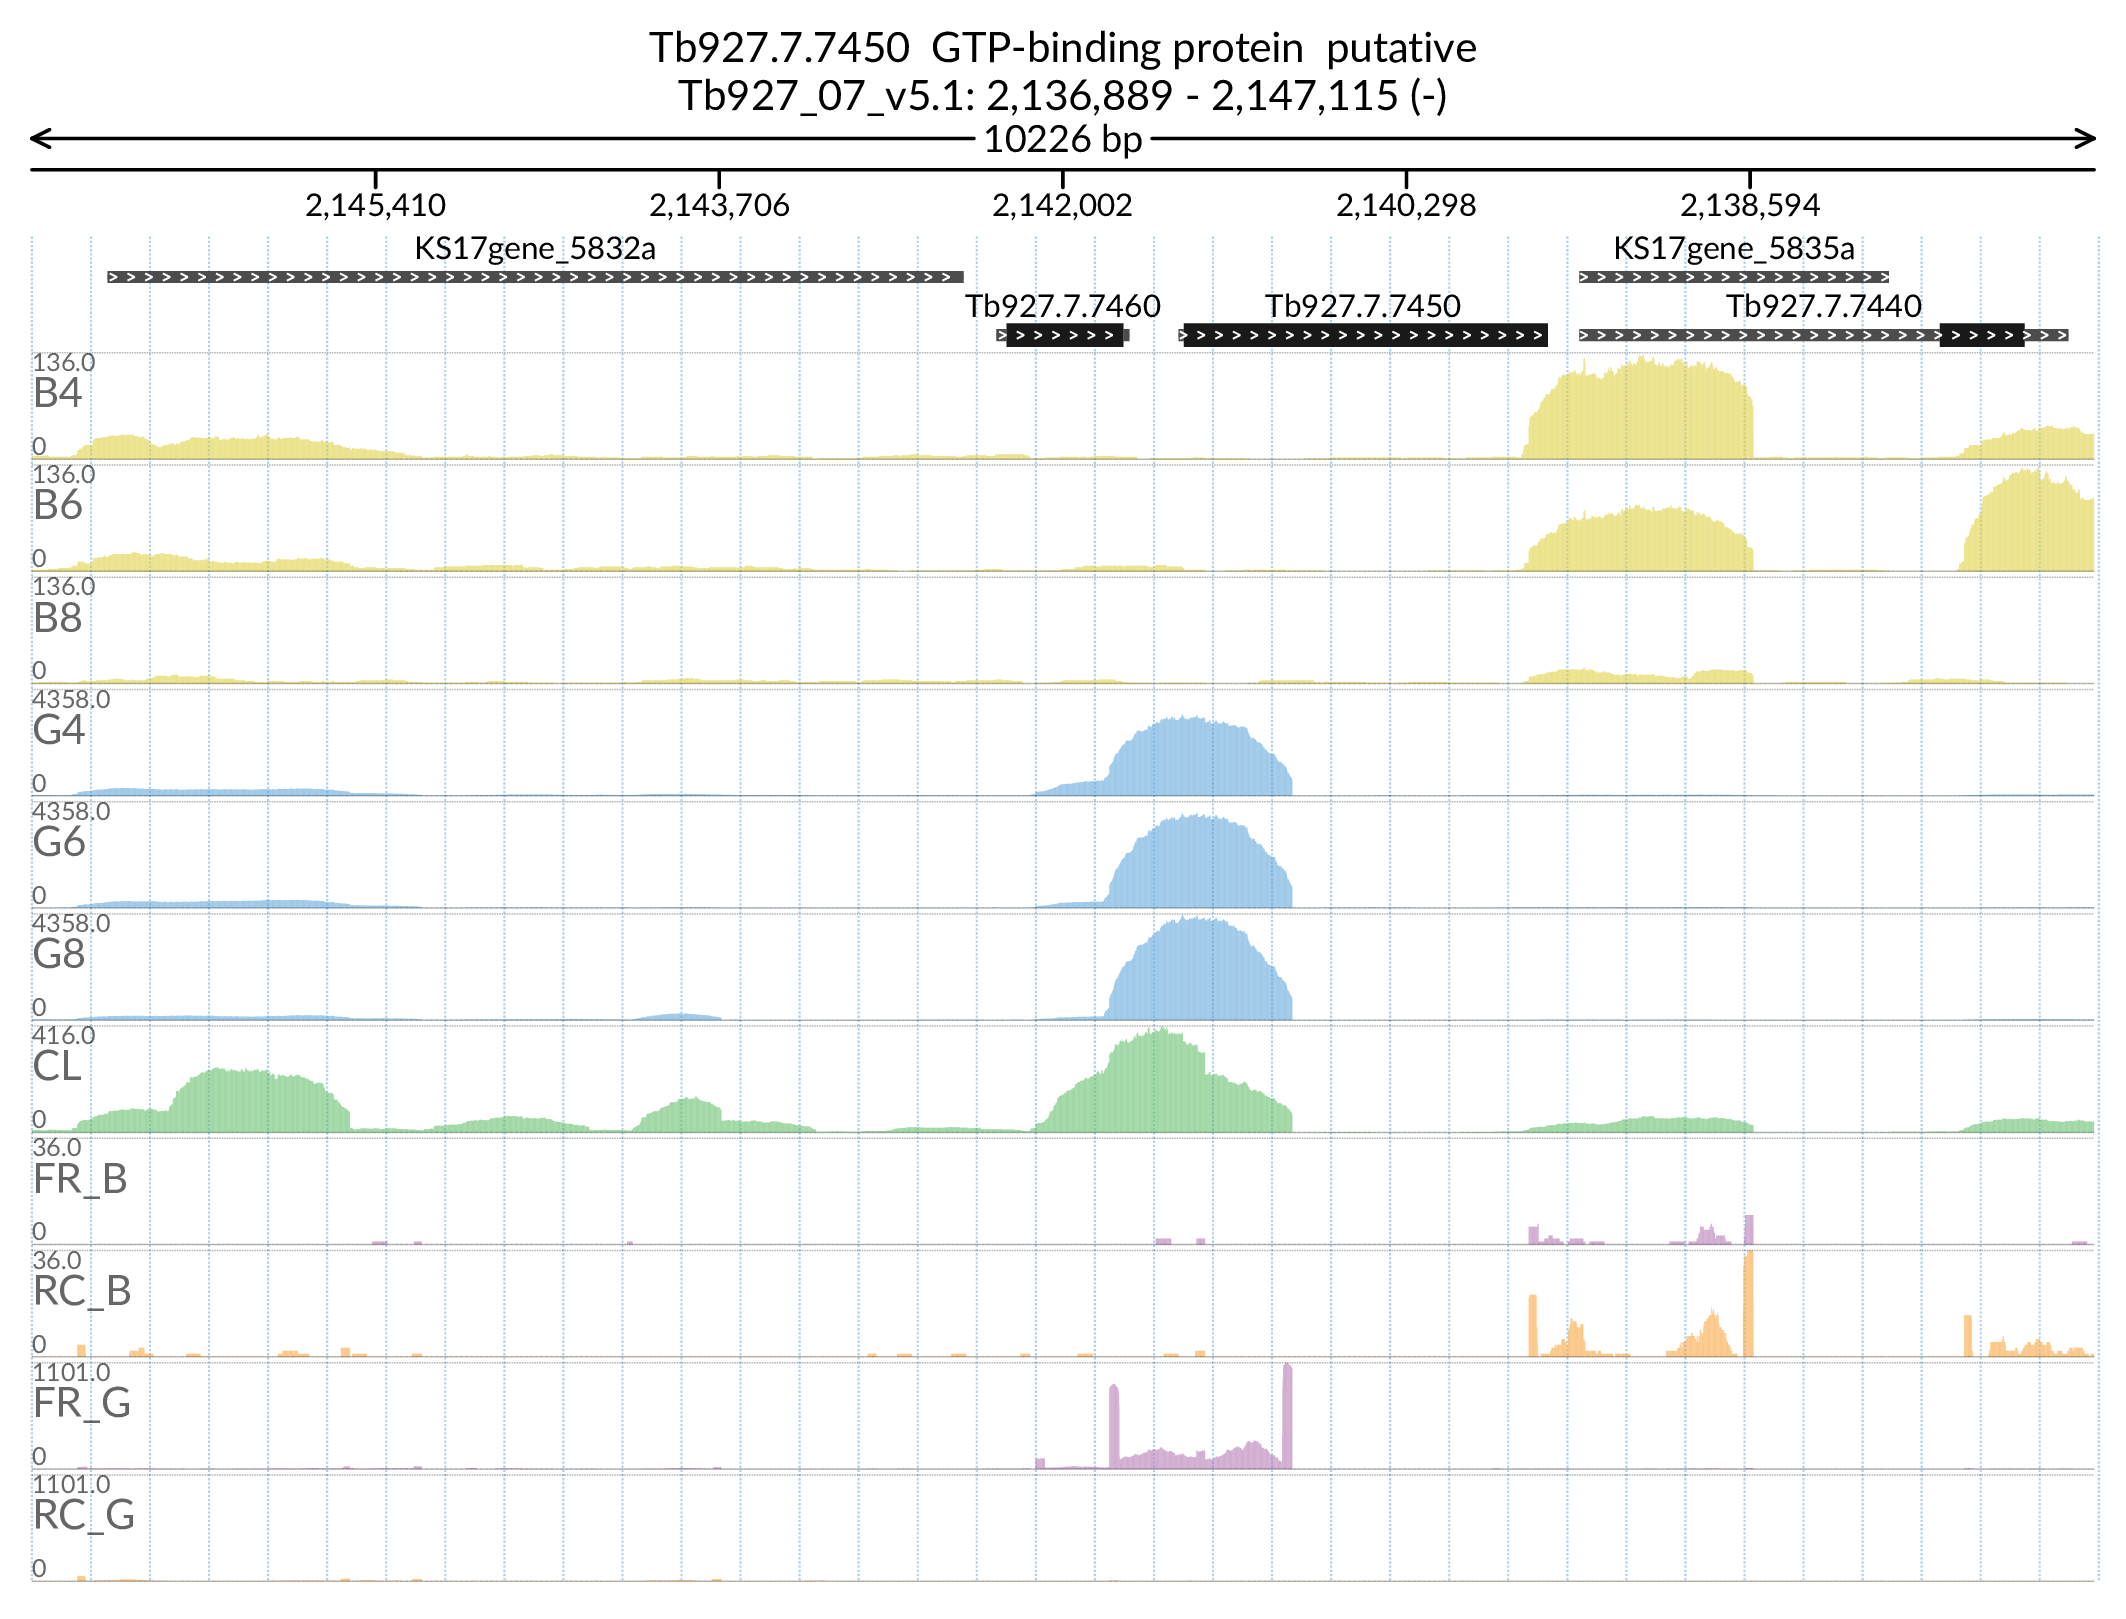 Tb927.7.7450 GTP-binding protein putative
Tb927_07_v5.1: 2,136,889 - 2,147,115 (-)
10226 bp
2,145,410 2,143,706 2,142,002 2,140,298 2,138,594
KS17gene_5832a KS17gene_5835a
Tb927.7.7460 Tb927.7.7450 Tb927.7.7440
136.0
B4
0
136.0
B6
0
136.0
B8
0
4358.0
G4
0
4358.0
G6
0
4358.0
G8
0
416.0
CL
0
36.0
FR_B
0
36.0
RC_B
0
1101.0
FR_G
0
1101.0
RC_G
0